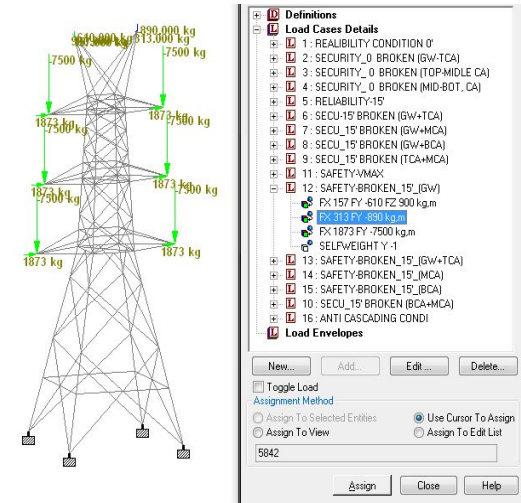 Definitions
Load Cases Details
1 : REALIBILITY CONDITION 0'
2 : SECURITY_0 BROKEN (GW-TCA)
3 : SECURITY_ 0 BROKEN (TOP-MIDLE CA)
4 : SECURITY_ 0 BROKEN (MID-BOT, CA)
5 : RELIABILITY-15'
6 : SECU-15' BROKEN (GW+TCA)
7 : SECU_15' BROKEN (GW+MCA)
8 : SECU_15' BROKEN (GW+BCA)
9 : SECU_15' BROKEN (TCA+MCA)
11 : SAFETY-VMAX
12 : SAFETY-BROKEN_15'_(GW)
FX 157 FY -610 FZ 900 kg,m
FX 313 FY -890 kg,m
FX 1873 FY -7500 kg,m
SELFWEIGHT Y -1
13 : SAFETY-BROKEN_15'_(GW+TCA)
14 : SAFETY-BROKEN_15'_(MCA)
15 : SAFETY-BROKEN_15'_(BCA)
10 : SECU_15' BROKEN (BCA+MCA)
16 : ANTI CASCADING CONDI
Load Envelopes
New... Add... Edit ... Delete...
Toggle Load
Assignment Method
Assign To Selected Entities Use Cursor To Assign
Assign To View Assign To Edit List
5842
Assign Close Help
-890.000 kg
313.000 kg
-7500 kg
-7500 kg
1873 kg
1873 kg
-7500 kg
-7500 kg
1873 kg
1873 kg
-7500 kg
-7500 kg
1873 kg
1873 kg